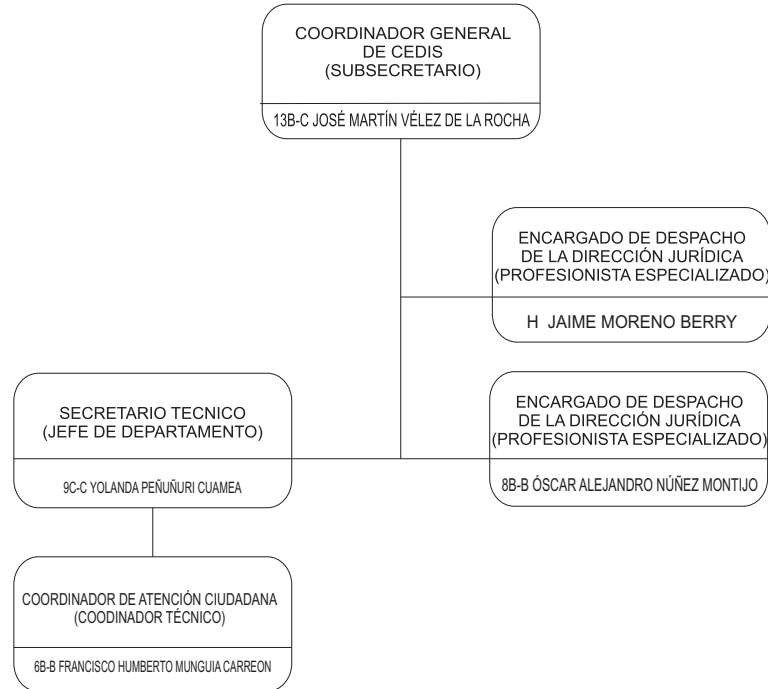 COORDINADOR GENERAL
DE CEDIS
(SUBSECRETARIO)
13B-C JOSÉ MARTÍN VÉLEZ DE LA ROCHA
ENCARGADO DE DESPACHO
DE LA DIRECCIÓN JURÍDICA
(PROFESIONISTA ESPECIALIZADO)
H JAIME MORENO BERRY
SECRETARIO TECNICO
(JEFE DE DEPARTAMENTO)
9C-C YOLANDA PEÑUÑURI CUAMEA
ENCARGADO DE DESPACHO
DE LA DIRECCIÓN JURÍDICA
(PROFESIONISTA ESPECIALIZADO)
8B-B ÓSCAR ALEJANDRO NÚÑEZ MONTIJO
COORDINADOR DE ATENCIÓN CIUDADANA
(COODINADOR TÉCNICO)
6B-B FRANCISCO HUMBERTO MUNGUIA CARREON